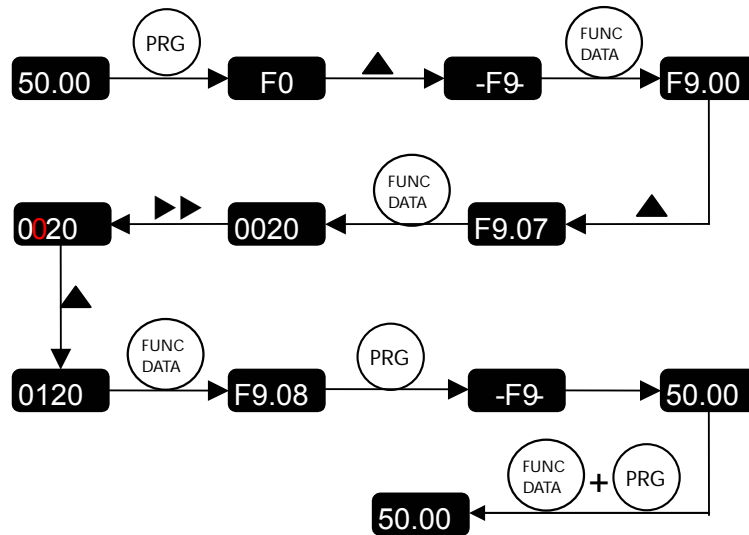 50.00
PRG
F0
-F9-
FUNC
DATA
F9.00
0020
FUNC
DATA
0020
F9.07
0120
FUNC
DATA
F9.08
PRG
-F9-
50.00
50.00
FUNC
DATA
+
PRG